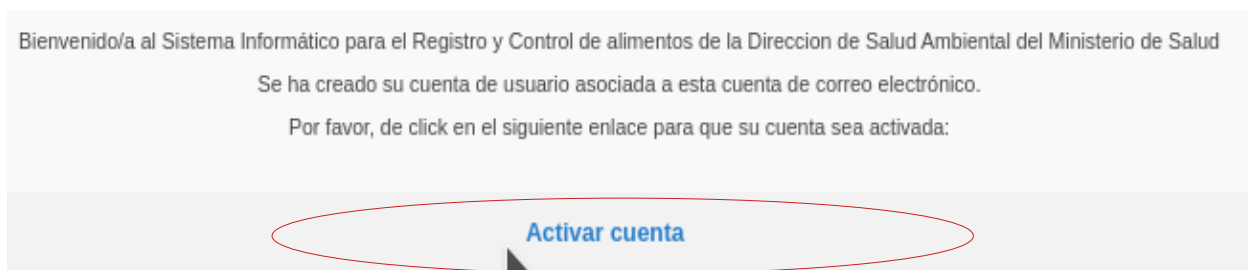 Bienvenido/a al Sistema Informático para el Registro y Control de alimentos de la Direccion de Salud Ambiental del Ministerio de Salud
Se ha creado su cuenta de usuario asociada a esta cuenta de correo electrónico.
Por favor, de click en el siguiente enlace para que su cuenta sea activada:
Activar cuenta